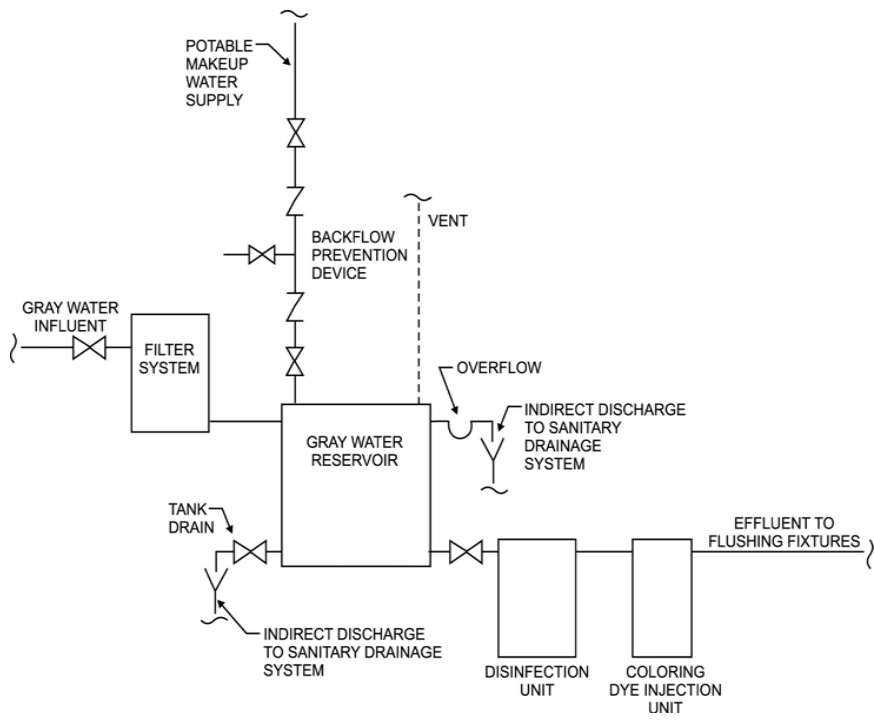 POTABLE
MAKEUP
WATER
SUPPLY
VENT
BACKFLOW
PREVENTION
DEVICE
GRAY WATER
INFLUENT
FILTER
SYSTEM
OVERFLOW
GRAY WATER
RESERVOIR
INDIRECT DISCHARGE
TO SANITARY
DRAINAGE
SYSTEM
TANK
DRAIN
EFFLUENT TO
FLUSHING FIXTURES
INDIRECT DISCHARGE
TO SANITARY DRAINAGE
SYSTEM
DISINFECTION
UNIT
COLORING
DYE INJECTION
UNIT